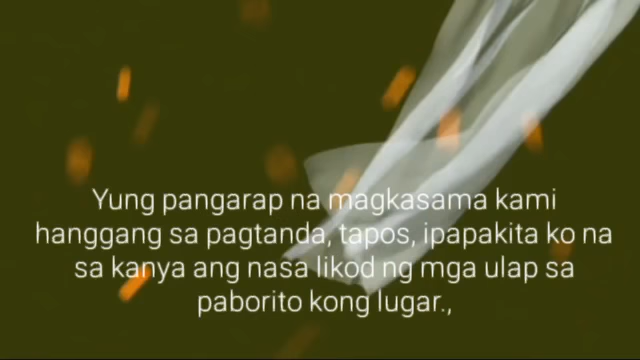 Yung pangarap na magkasama kami
hanggang sa pagtanda, tapos, ipapakita ko na
sa kanya ang nasa likod ng mga ulap sa
paborito kong lugar.,